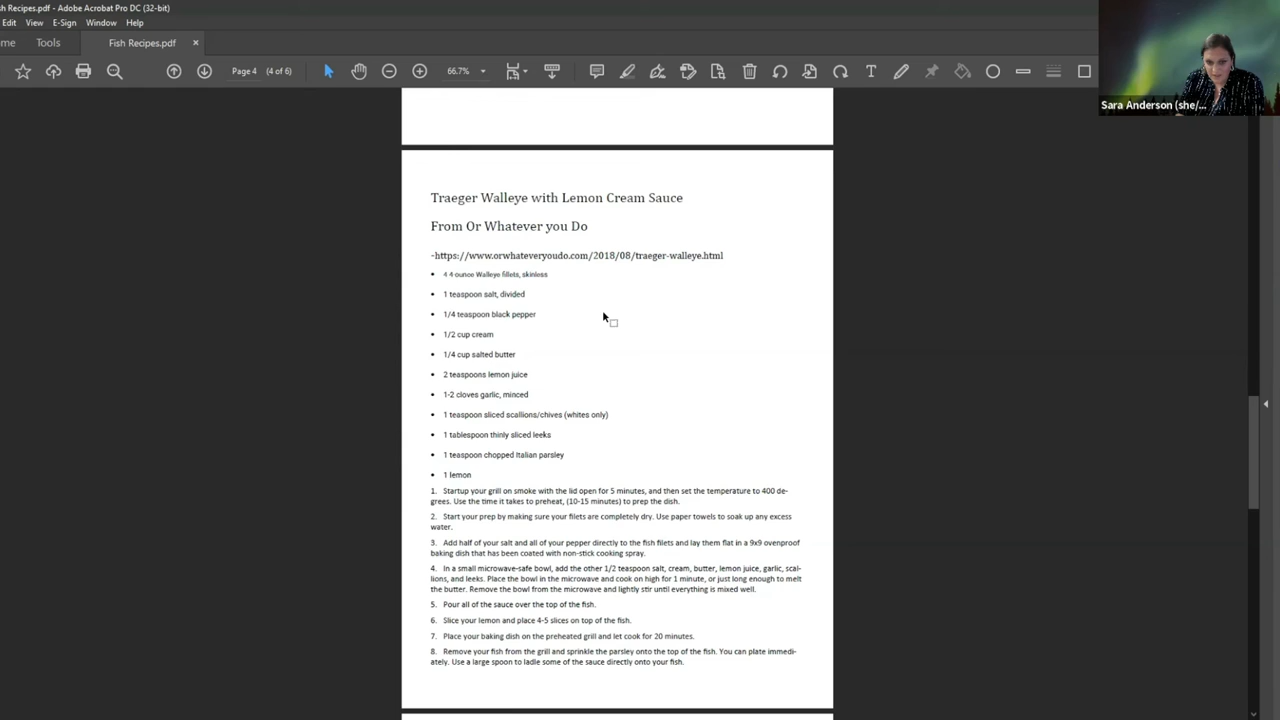 sh Recipes.pdf - Adobe Acrobat Pro DC (32-bit)
Edit View E-Sign Window Help
me Tools Fish Recipes.pdf ×
Page 4 (4 of 6) 66.7%
Sara Anderson (she/...
Traeger Walleye with Lemon Cream Sauce
From Or Whatever you Do
-https://www.orwhateveryoudo.com/2018/08/traeger-walleye.html
• 4 4 ounce Walleye fillets, skinless
• 1 teaspoon salt, divided
• 1/4 teaspoon black pepper
• 1/2 cup cream
• 1/4 cup salted butter
• 2 teaspoons lemon juice
• 1-2 cloves garlic, minced
• 1 teaspoon sliced scallions/chives (whites only)
• 1 tablespoon thinly sliced leeks
• 1 teaspoon chopped Italian parsley
• 1 lemon
1. Startup your grill on smoke with the lid open for 5 minutes, and then set the temperature to 400 de-
grees. Use the time it takes to preheat, (10-15 minutes) to prep the dish.
2. Start your prep by making sure your filets are completely dry. Use paper towels to soak up any excess
water.
3. Add half of your salt and all of your pepper directly to the fish filets and lay them flat in a 9x9 ovenproof
baking dish that has been coated with non-stick cooking spray.
4. In a small microwave-safe bowl, add the other 1/2 teaspoon salt, cream, butter, lemon juice, garlic, scal-
lions, and leeks. Place the bowl in the microwave and cook on high for 1 minute, or just long enough to melt
the butter. Remove the bowl from the microwave and lightly stir until everything is mixed well.
5. Pour all of the sauce over the top of the fish.
6. Slice your lemon and place 4-5 slices on top of the fish.
7. Place your baking dish on the preheated grill and let cook for 20 minutes.
8. Remove your fish from the grill and sprinkle the parsley onto the top of the fish. You can plate immedi-
ately. Use a large spoon to ladle some of the sauce directly onto your fish.